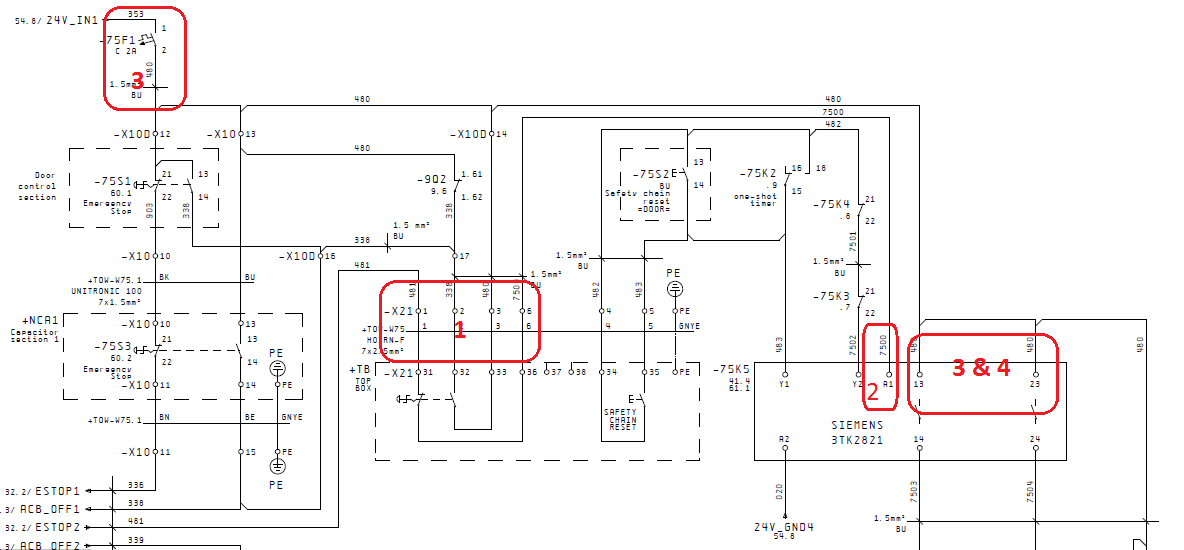 353
54.8/ 24V_IN1
1
-75F1
C 2A
2
480
1.5mm²
BU
3
480
480
7500
482
-X10D 12
-X10 13
-X10D 14
480
Door
control
section
-75S1
60.1
Emergency
Stop
21
22
13
14
903
338
-9Q2
9.6
1.61
1.62
338
-75S2
BU
Safety chain
reset
=DOOR=
13
14
-75K2
.9
one-shot
timer
16
18
15
-75K4
.8
21
22
7501
1.5mm²
BU
-75K3
.7
21
22
1.5 mm²
BU
338
-X10 10
-X10D 16
17
481
1.5mm²
BU
1.5mm²
BU
PE
+TOW-W75.1
UNITRONIC 100
7x1.5mm²
BK
BU
481
338
480
7500
482
483
-X21 1
2
3
6
4
5
PE
1
+TOW-W75
1
3
6
4
5
GNYE
7x2.5mm²
+NCA1
Capacitor
section 1
-X10 10
13
-75S3
60.2
Emergency
Stop
21
22
13
14
PE
-X10 11
14
PE
+TB
TOP
BOX
-X21 31
32
33
36
37
38
34
35
PE
SAFETY
CHAIN
RESET
483
7502
7500
480
480
2
3 & 4
-75K5
41.4
61.1
Y1
Y2
A1
13
23
SIEMENS
3TK2821
A2
14
24
+TOW-W75.1
BN
BE
GNYE
-X10 11
15
PE
PE
020
7503
7504
24V_GND4
54.8
1.5mm²
BU
32.2/ ESTOP1
336
.3/ ACB_OFF1
338
32.2/ ESTOP2
481
.3/ ACB_OFF2
339